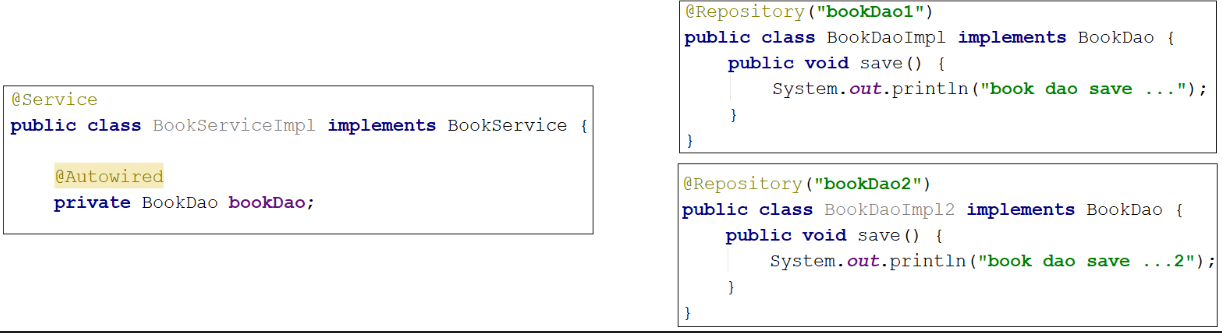 @Service
public class BookServiceImpl implements BookService {
@Autowired
private BookDao bookDao;
@Repository("bookDao1")
public class BookDaoImpl implements BookDao {
public void save() {
System.out.println("book dao save ...");
}
}
@Repository("bookDao2")
public class BookDaoImpl2 implements BookDao {
public void save() {
System.out.println("book dao save ...2");
}
}